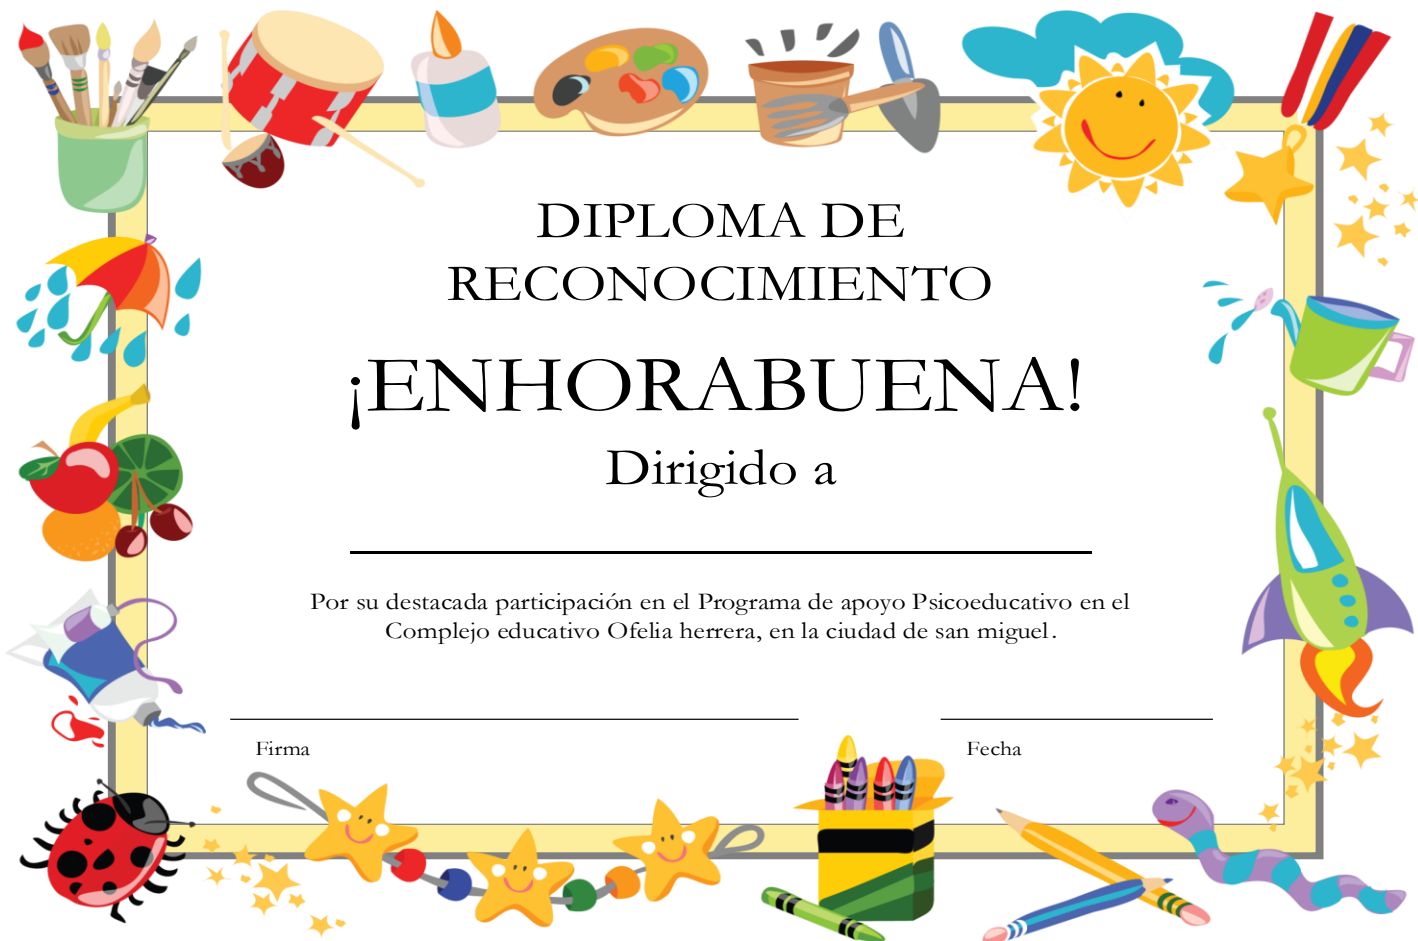 DIPLOMA DE
RECONOCIMIENTO
¡ENHORABUENA!
Dirigido a
Por su destacada participación en el Programa de apoyo Psicoeducativo en el
Complejo educativo Ofelia herrera, en la ciudad de san miguel.
Firma
Fecha